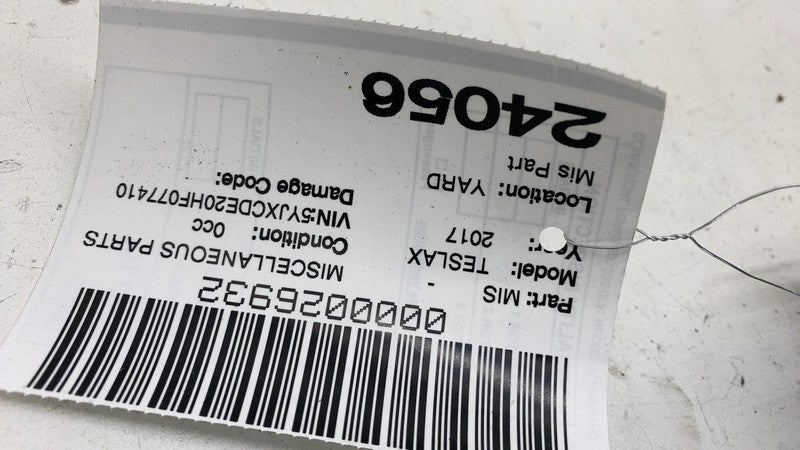 0000026932
Part: MIS - MISCELLANEOUS PARTS
Model: TESLAX
Year: 2017 Condition: 0cc
VIN:5YJXCDE20HF077410
Location: YARD Damage Code:
Mis Part
24056